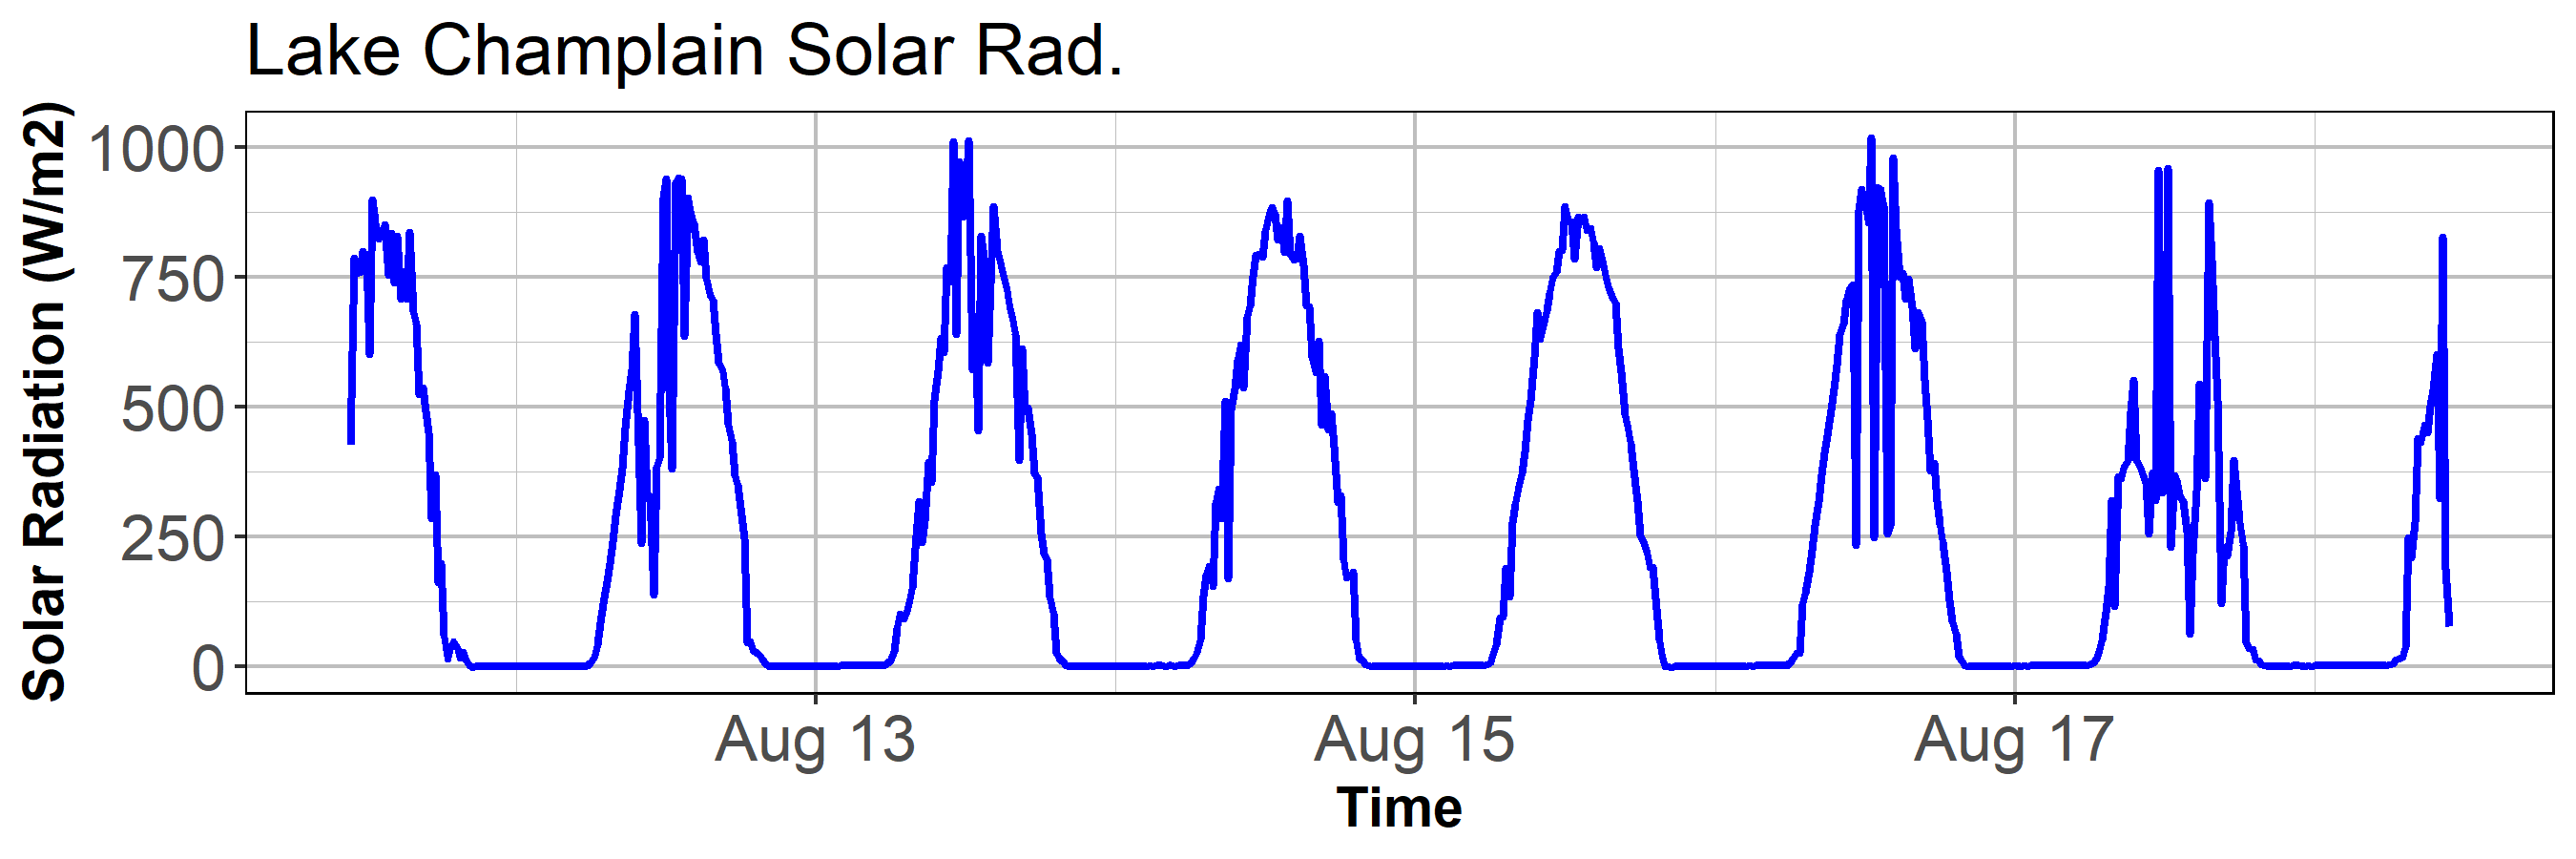 Lake Champlain Solar Rad.
Solar Radiation (W/m2)
1000
750
500
250
0
Aug 13 Aug 15 Aug 17
Time